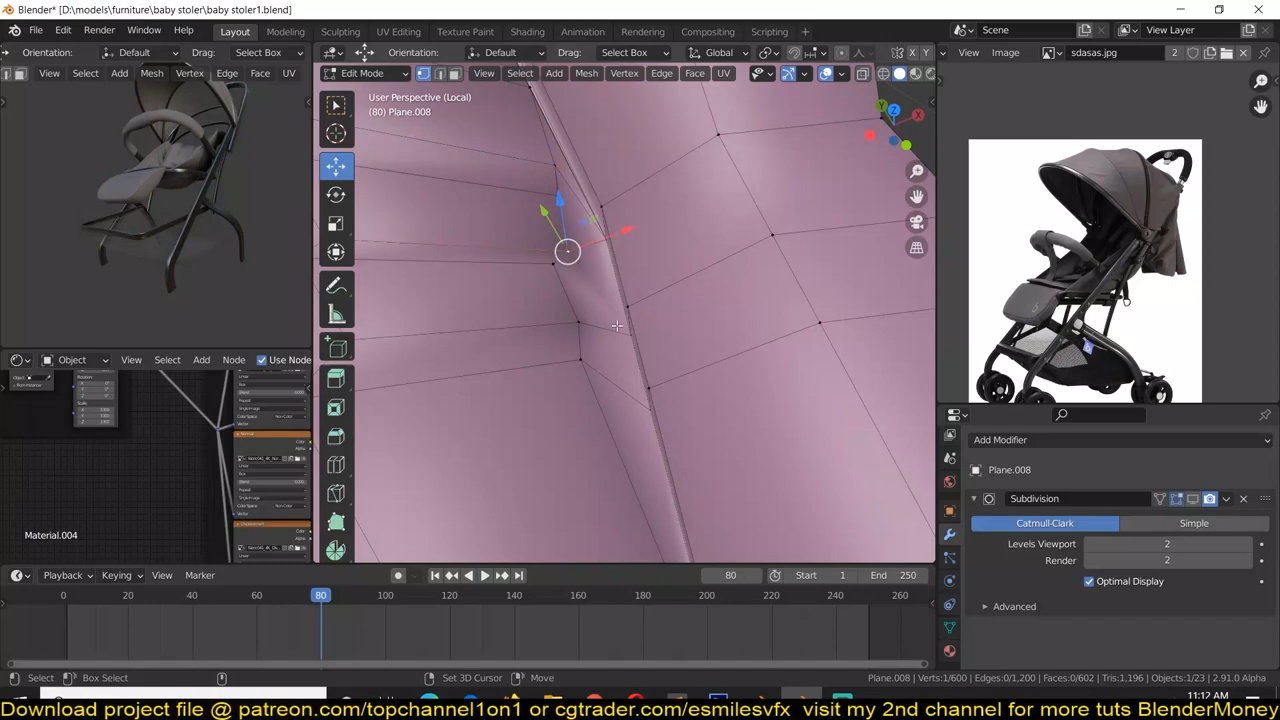 Blender* [D:\models\furniture\baby stoler\baby stoler1.blend]
File Edit Render Window Help Layout Modeling Sculpting UV Editing Texture Paint Shading Animation Rendering Compositing Scripting Scene View Layer
Orientation: Default Drag: Select Box Orientation: Default Drag: Select Box Global X Y View Image sdasas.jpg 2
Select Add Mesh Vertex Edge Face UV Edit Mode View Select Add Mesh Vertex Edge Face UV
User Perspective (Local)
(80) Plane.008
Z
Y
X
Object View Select Add Node Use Node
Material.004
Add Modifier
Plane.008
Subdivision
Catmull-Clark Simple
Levels Viewport 2
Render 2
Optimal Display
Advanced
Playback Keying View Marker 80 Start 1 End 250
0 20 40 60 80 100 120 140 160 180 200 220 240 260
Select Box Select Set 3D Cursor Move Plane.008 | Verts:1/600 | Edges:0/1,200 | Faces:0/602 | Tris:1,196 | Objects:1/23 | 2.91.0 Alpha
11:12 AM
Download project file @ patreon.com/topchannel1on1 or cgtrader.com/esmilesvfx visit my 2nd channel for more tuts BlenderMoney